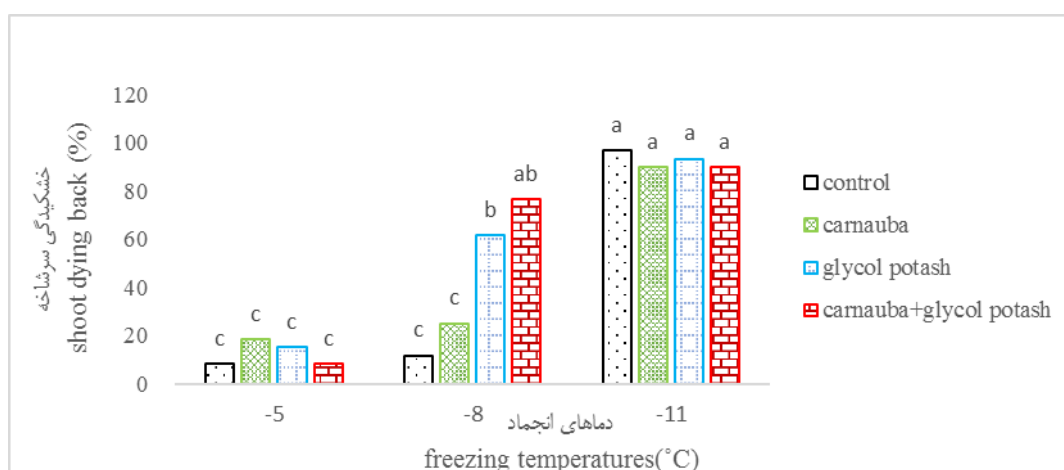 خشکیدگی سرشاخه
shoot dying back (%)
120
100
80
60
40
20
0
c c c c
c c b ab
a a a a
-5 -8 -11
دماهای انجماد
freezing temperatures(˚C)
control
carnauba
glycol potash
carnauba+glycol potash